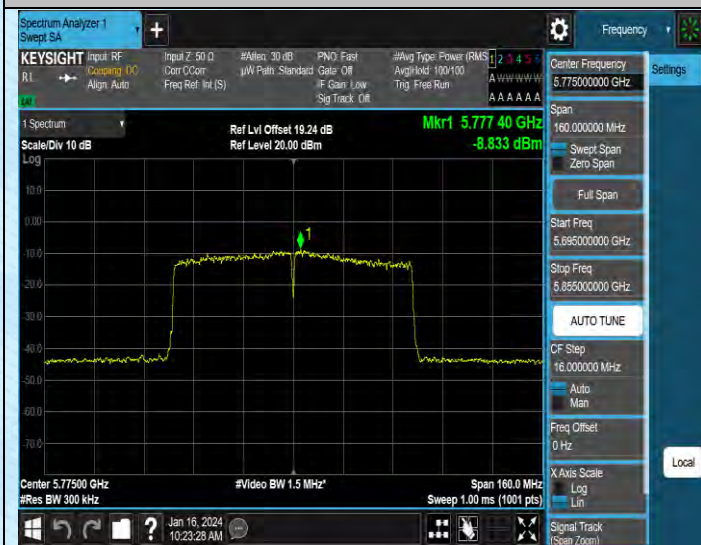 Spectrum Analyzer 1
Swept SA
+
Frequency
KEYSIGHT
Input: RF
Coupling: DC
Align: Auto
Input Z: 50 Ω
Corr CCorr
Freq Ref: Int (S)
#Atten: 30 dB
µW Path: Standard
PNO: Fast
Gate: Off
IF Gain: Low
Sig Track: Off
#Avg Type: Power (RMS
Avg|Hold: 100/100
Trig: Free Run
1 2 3 4 5 6
A W W W W W
A A A A A A
RL
1 Spectrum
Scale/Div 10 dB
Log
Ref Lvl Offset 19.24 dB
Ref Level 20.00 dBm
Mkr1 5.777 40 GHz
-8.833 dBm
1
10.0
0.00
-10.0
-20.0
-30.0
-40.0
-50.0
-60.0
-70.0
Center 5.77500 GHz
#Res BW 300 kHz
#Video BW 1.5 MHz*
Span 160.0 MHz
Sweep 1.00 ms (1001 pts)
Center Frequency
5.775000000 GHz
Settings
Span
160.000000 MHz
Swept Span
Zero Span
Full Span
Start Freq
5.695000000 GHz
Stop Freq
5.855000000 GHz
AUTO TUNE
CF Step
16.000000 MHz
Auto
Man
Freq Offset
0 Hz
X Axis Scale
Log
Lin
Local
Signal Track
(Span Zoom)
?
Jan 16, 2024
10:23:28 AM